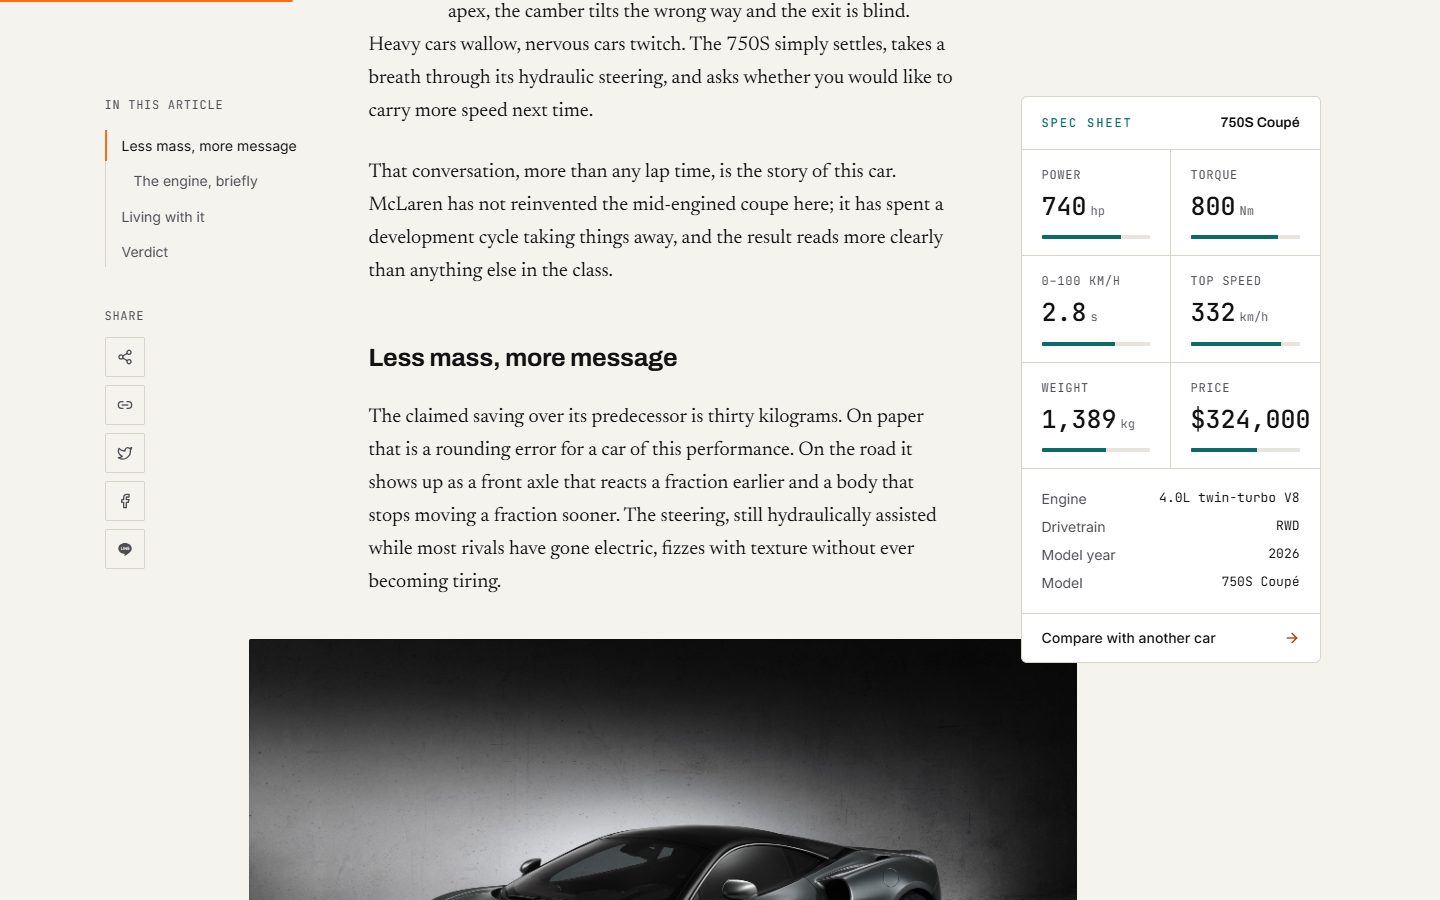 apex, the camber tilts the wrong way and the exit is blind.
Heavy cars wallow, nervous cars twitch. The 750S simply settles, takes a
breath through its hydraulic steering, and asks whether you would like to
carry more speed next time.
That conversation, more than any lap time, is the story of this car.
McLaren has not reinvented the mid-engined coupe here; it has spent a
development cycle taking things away, and the result reads more clearly
than anything else in the class.
Less mass, more message
The claimed saving over its predecessor is thirty kilograms. On paper
that is a rounding error for a car of this performance. On the road it
shows up as a front axle that reacts a fraction earlier and a body that
stops moving a fraction sooner. The steering, still hydraulically assisted
while most rivals have gone electric, fizzes with texture without ever
becoming tiring.
IN THIS ARTICLE
Less mass, more message
The engine, briefly
Living with it
Verdict
SHARE
LINE
SPEC SHEET 750S Coupé
POWER
740 hp
TORQUE
800 Nm
0–100 KM/H
2.8 s
TOP SPEED
332 km/h
WEIGHT
1,389 kg
PRICE
$324,000
Engine 4.0L twin-turbo V8
Drivetrain RWD
Model year 2026
Model 750S Coupé
Compare with another car